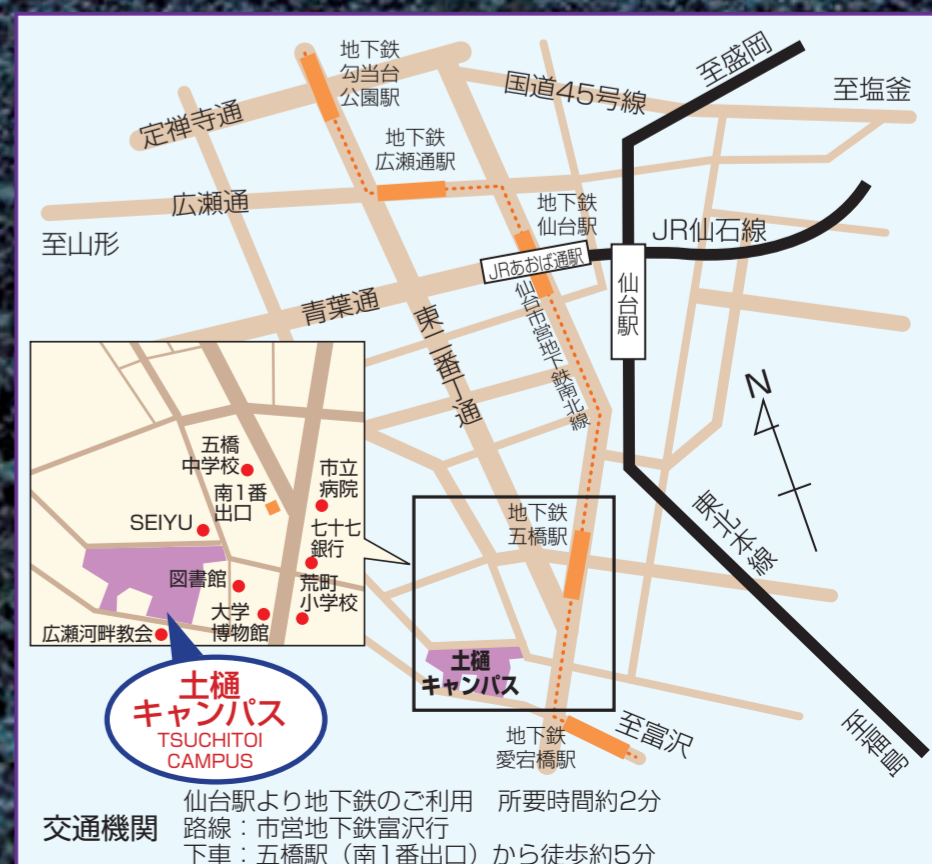 地下鉄
勾当台
公園駅
至盛岡
国道45号線
至塩釜
定禅寺通
地下鉄
広瀬通駅
広瀬通
至山形
地下鉄
仙台駅
JR仙石線
JRあおば通駅
仙台駅
青葉通
東二番丁通
仙台市営地下鉄南北線
N
五橋
中学校
市立
病院
南1番
出口
SEIYU
七十七
銀行
図書館
荒町
小学校
大学
博物館
広瀬河畔教会
地下鉄
五橋駅
東北本線
土樋
キャンパス
土樋
キャンパス
TSUCHITOI
CAMPUS
地下鉄
愛宕橋駅
至富沢
至福島
交通機関
仙台駅より地下鉄のご利用 所要時間約2分
路線：市営地下鉄富沢行
下車：五橋駅（南1番出口）から徒歩約5分